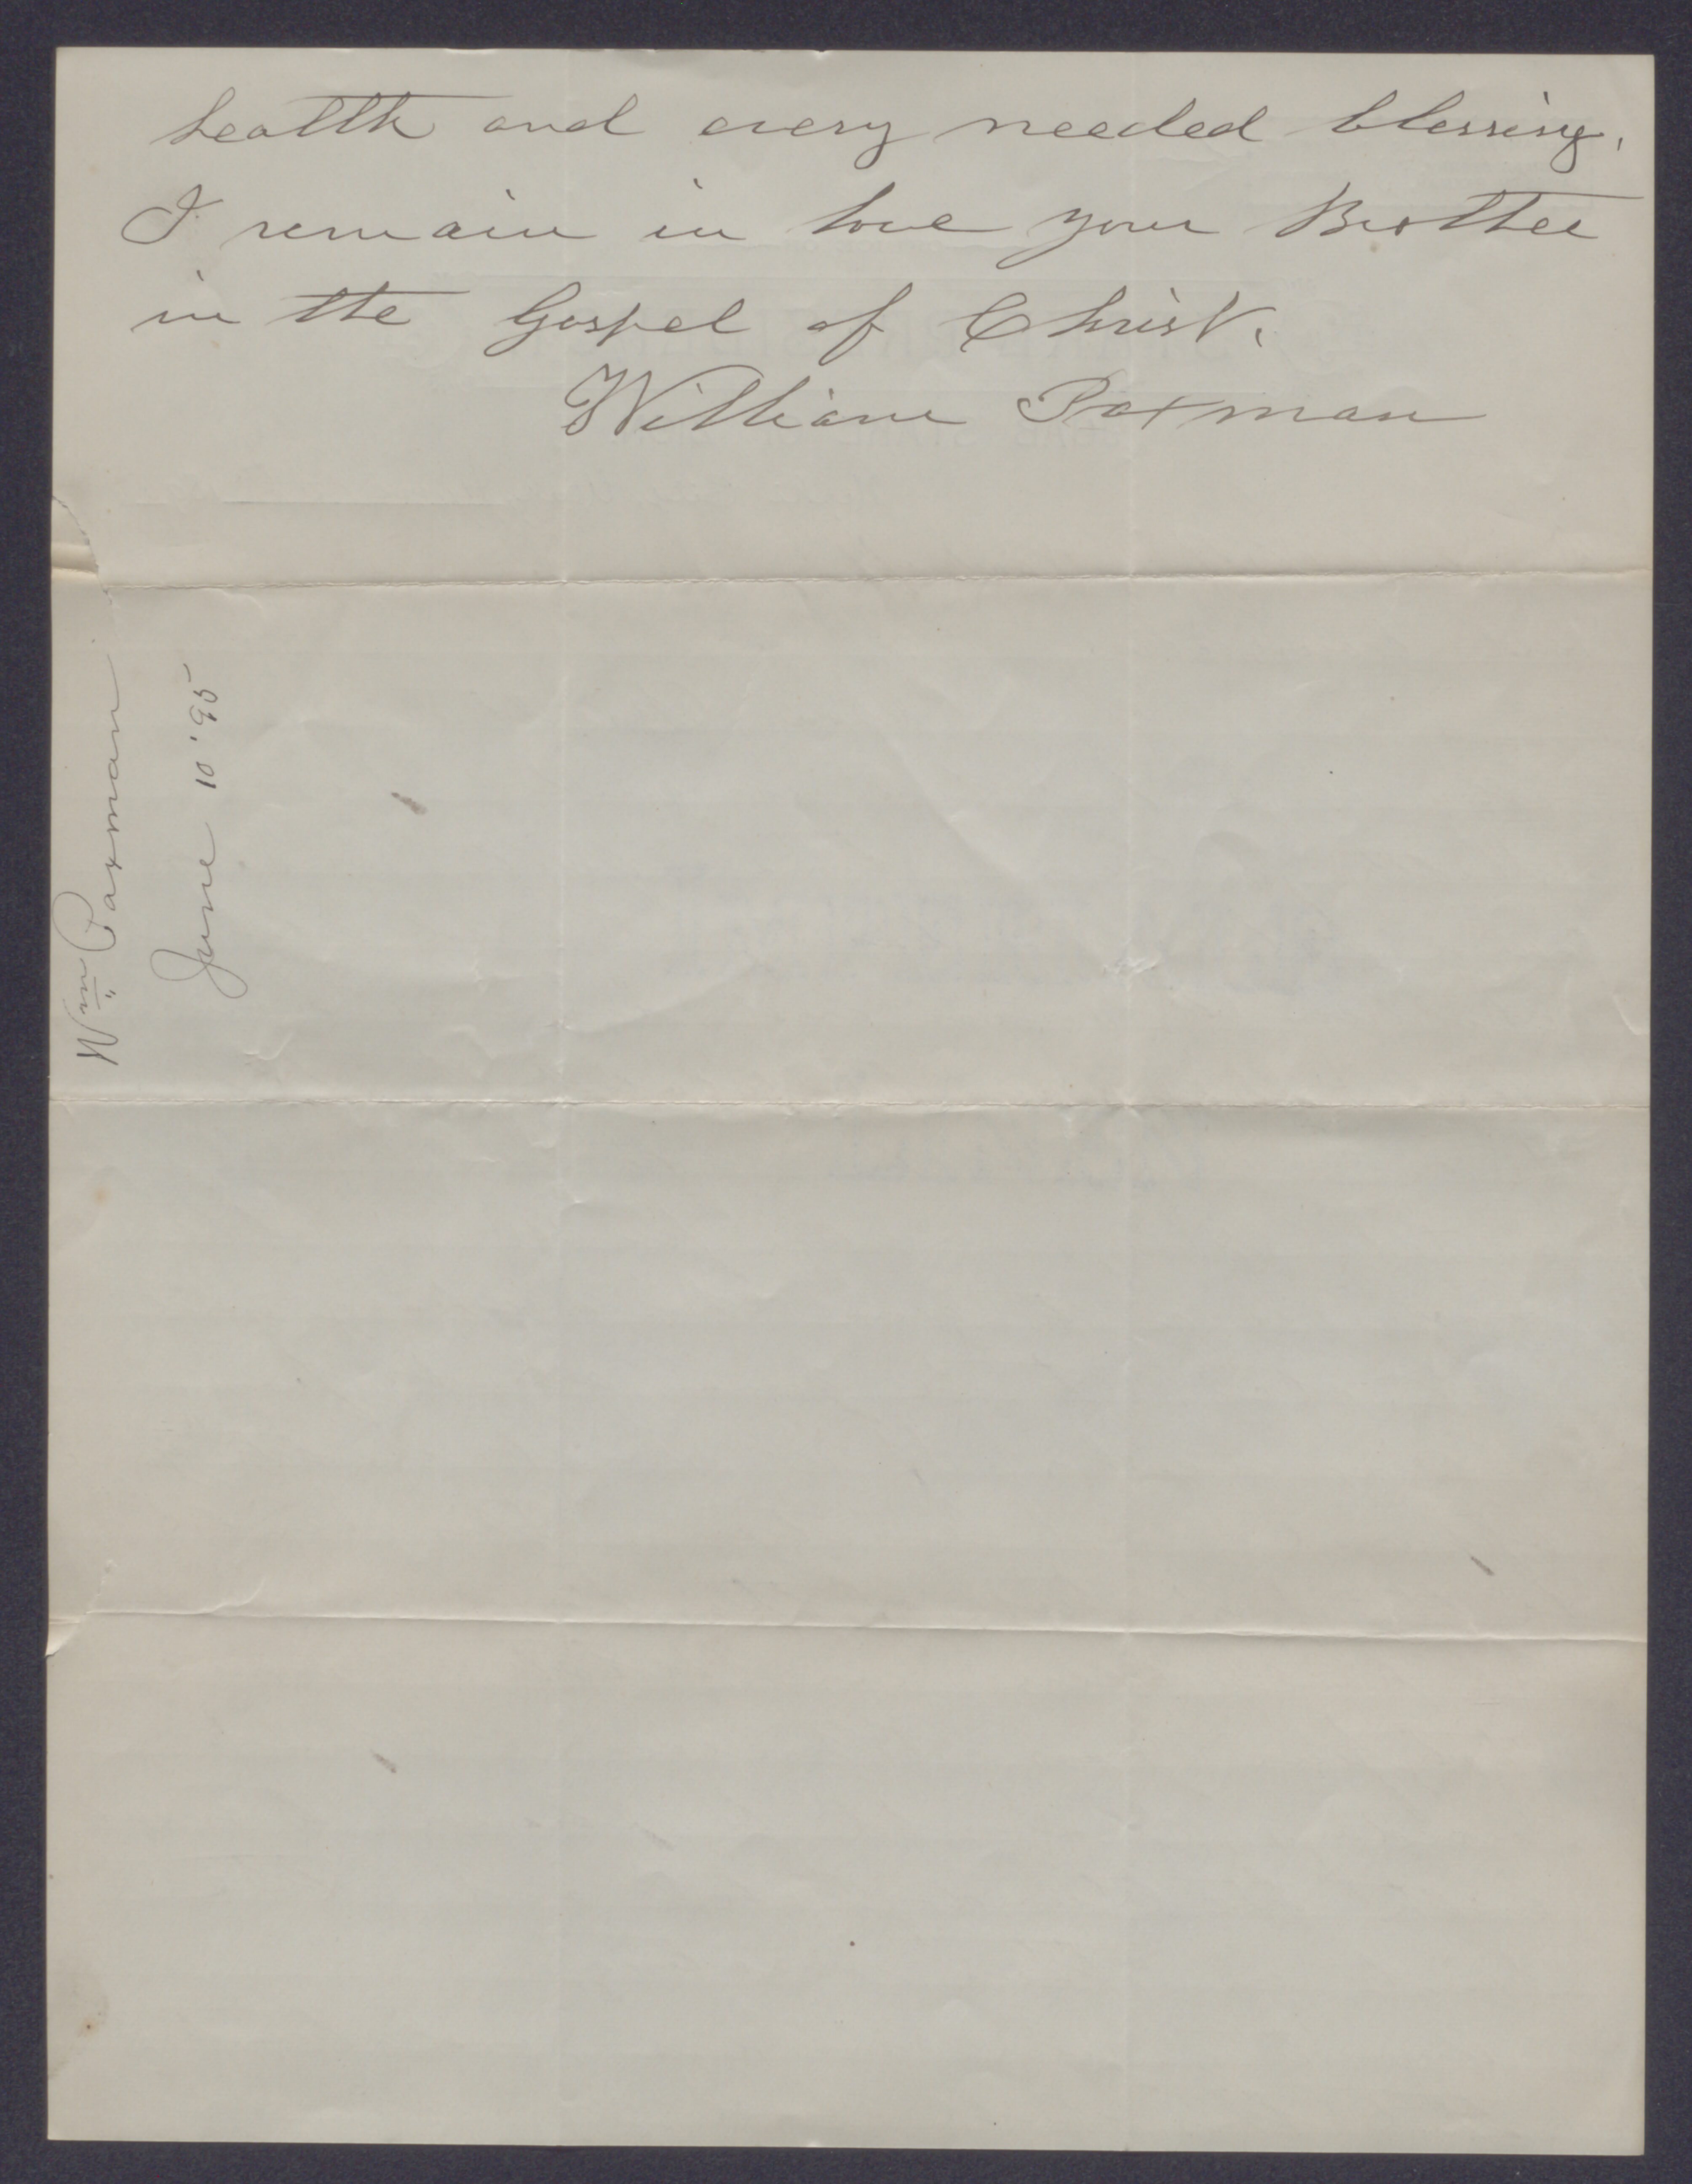 health and every needed blessing,
I remain in love your Brother
in the Gospel of Christ.
William Paxman
Wm Paxman
June 10 '95